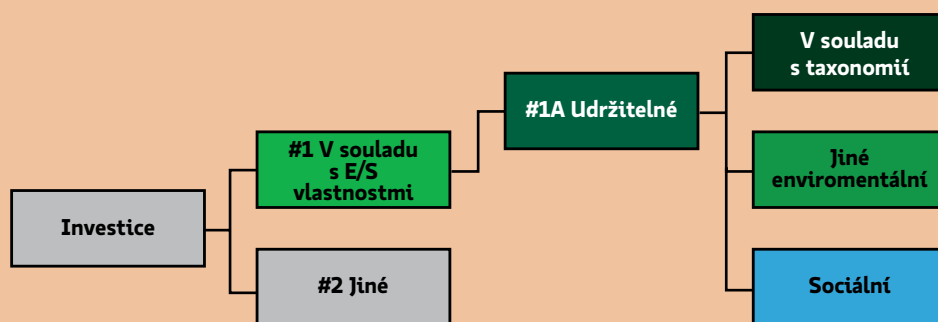 Investice
#1 V souladu
s E/S
vlastnostmi
#2 Jiné
#1A Udržitelné
V souladu
s taxonomií
Jiné
enviromentální
Sociální